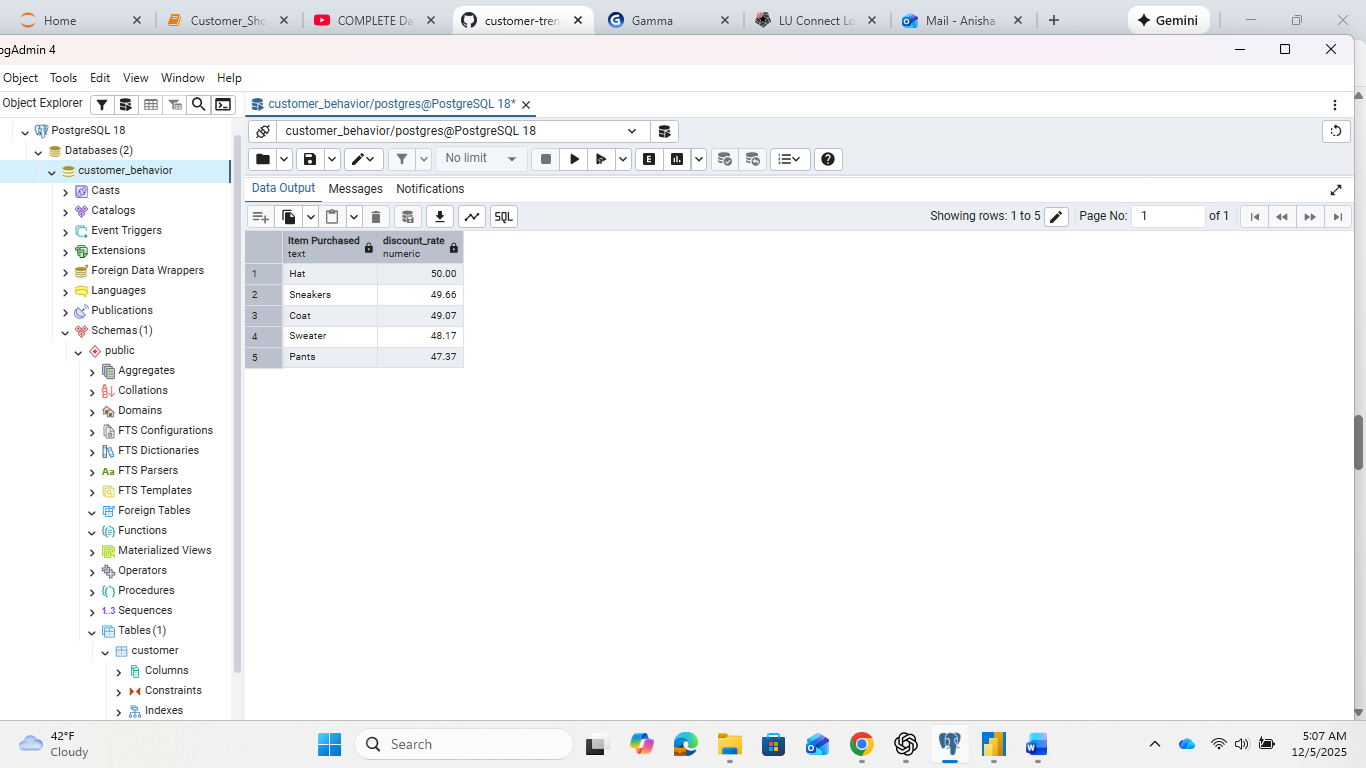 Home
Customer_Sho
COMPLETE Da
customer-tren
Gamma
LU Connect Lo
Mail - Anisha
Gemini
ogAdmin 4
Object Tools Edit View Window Help
Object Explorer
customer_behavior/postgres@PostgreSQL 18*
PostgreSQL 18
customer_behavior/postgres@PostgreSQL 18
Databases (2)
No limit
E
customer_behavior
Data Output Messages Notifications
Casts
Catalogs
SQL
Showing rows: 1 to 5
Page No: 1 of 1
Event Triggers
Extensions
Foreign Data Wrappers
Languages
Publications
Schemas (1)
public
Aggregates
Collations
Domains
FTS Configurations
FTS Dictionaries
Aa FTS Parsers
FTS Templates
Foreign Tables
Functions
Materialized Views
Operators
Procedures
1..3 Sequences
Tables (1)
customer
Columns
Constraints
Indexes
Item Purchased discount_rate
text numeric
1 Hat 50.00
2 Sneakers 49.66
3 Coat 49.07
4 Sweater 48.17
5 Pants 47.37
42°F
Cloudy
Search
5:07 AM
12/5/2025